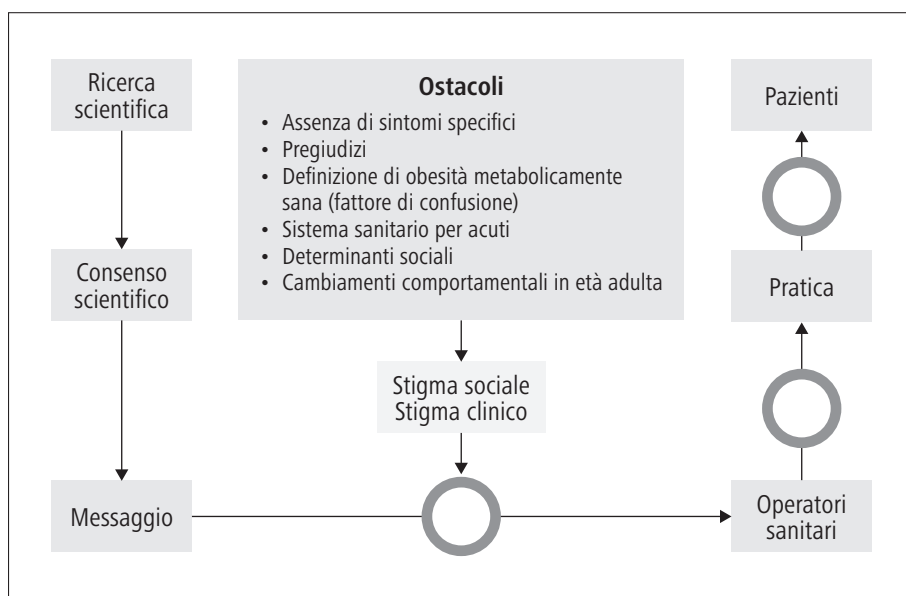 Ricerca
scientifica
Consenso
scientifico
Messaggio
Ostacoli
• Assenza di sintomi specifici
• Pregiudizi
• Definizione di obesità metabolicamente
sana (fattore di confusione)
• Sistema sanitario per acuti
• Determinanti sociali
• Cambiamenti comportamentali in età adulta
Stigma sociale
Stigma clinico
Pazienti
Pratica
Operatori
sanitari